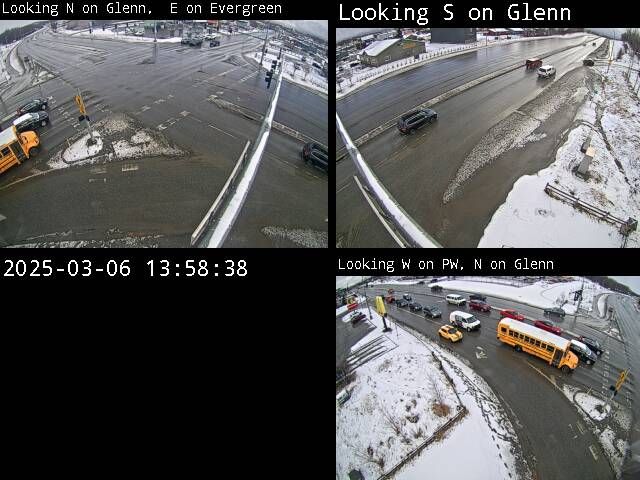 Looking N on Glenn, E on Evergreen
Looking S on Glenn
2025-03-06 13:58:38
Looking W on PW, N on Glenn